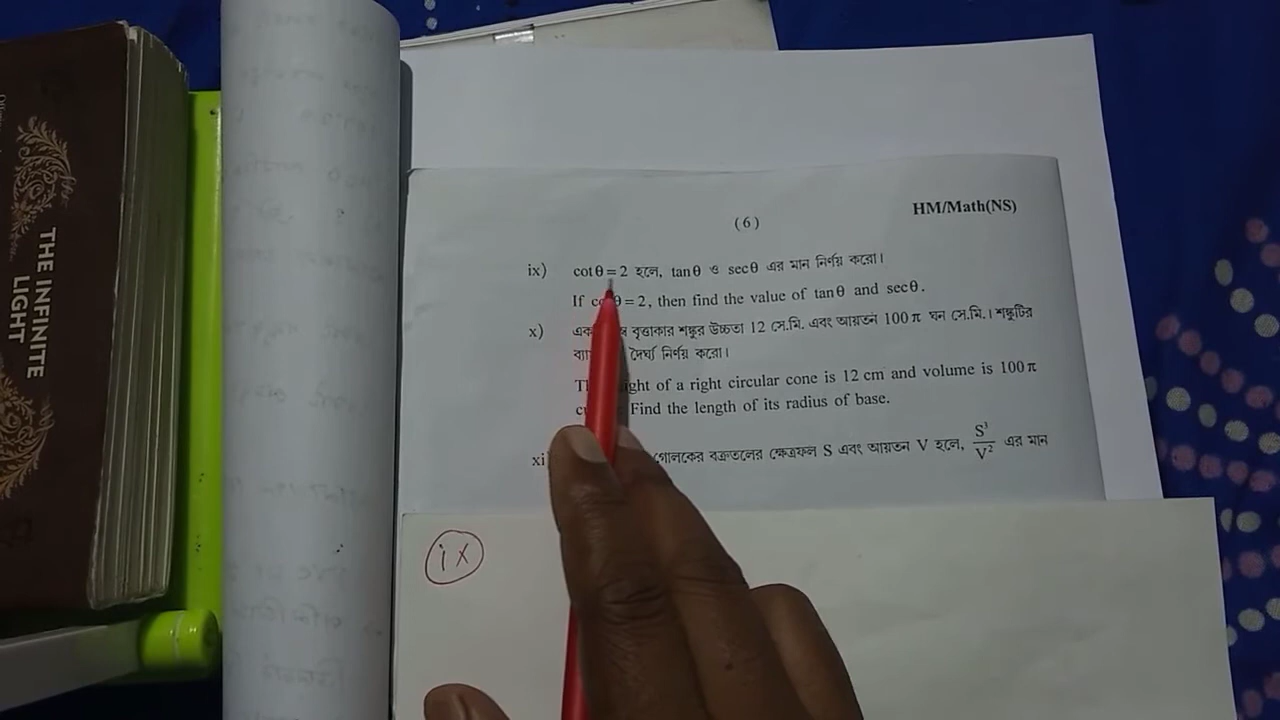 THE INFINITE
LIGHT
HM/Math(NS)
(6)
ix) cotθ=2 হলে, tanθ ও secθ এর মান নির্ণয় করো।
If θ=2, then find the value of tanθ and secθ.
x) বৃত্তাকার শঙ্কুর উচ্চতা 12 সে.মি. এবং আয়তন 100π ঘন সে.মি.। শঙ্কুটির
দৈর্ঘ্য নির্ণয় করো।
of a right circular cone is 12 cm and volume is 100π
Find the length of its radius of base.
xi গোলকের বক্রতলের ক্ষেত্রফল S এবং আয়তন V হলে, S³/V² এর মান
ix